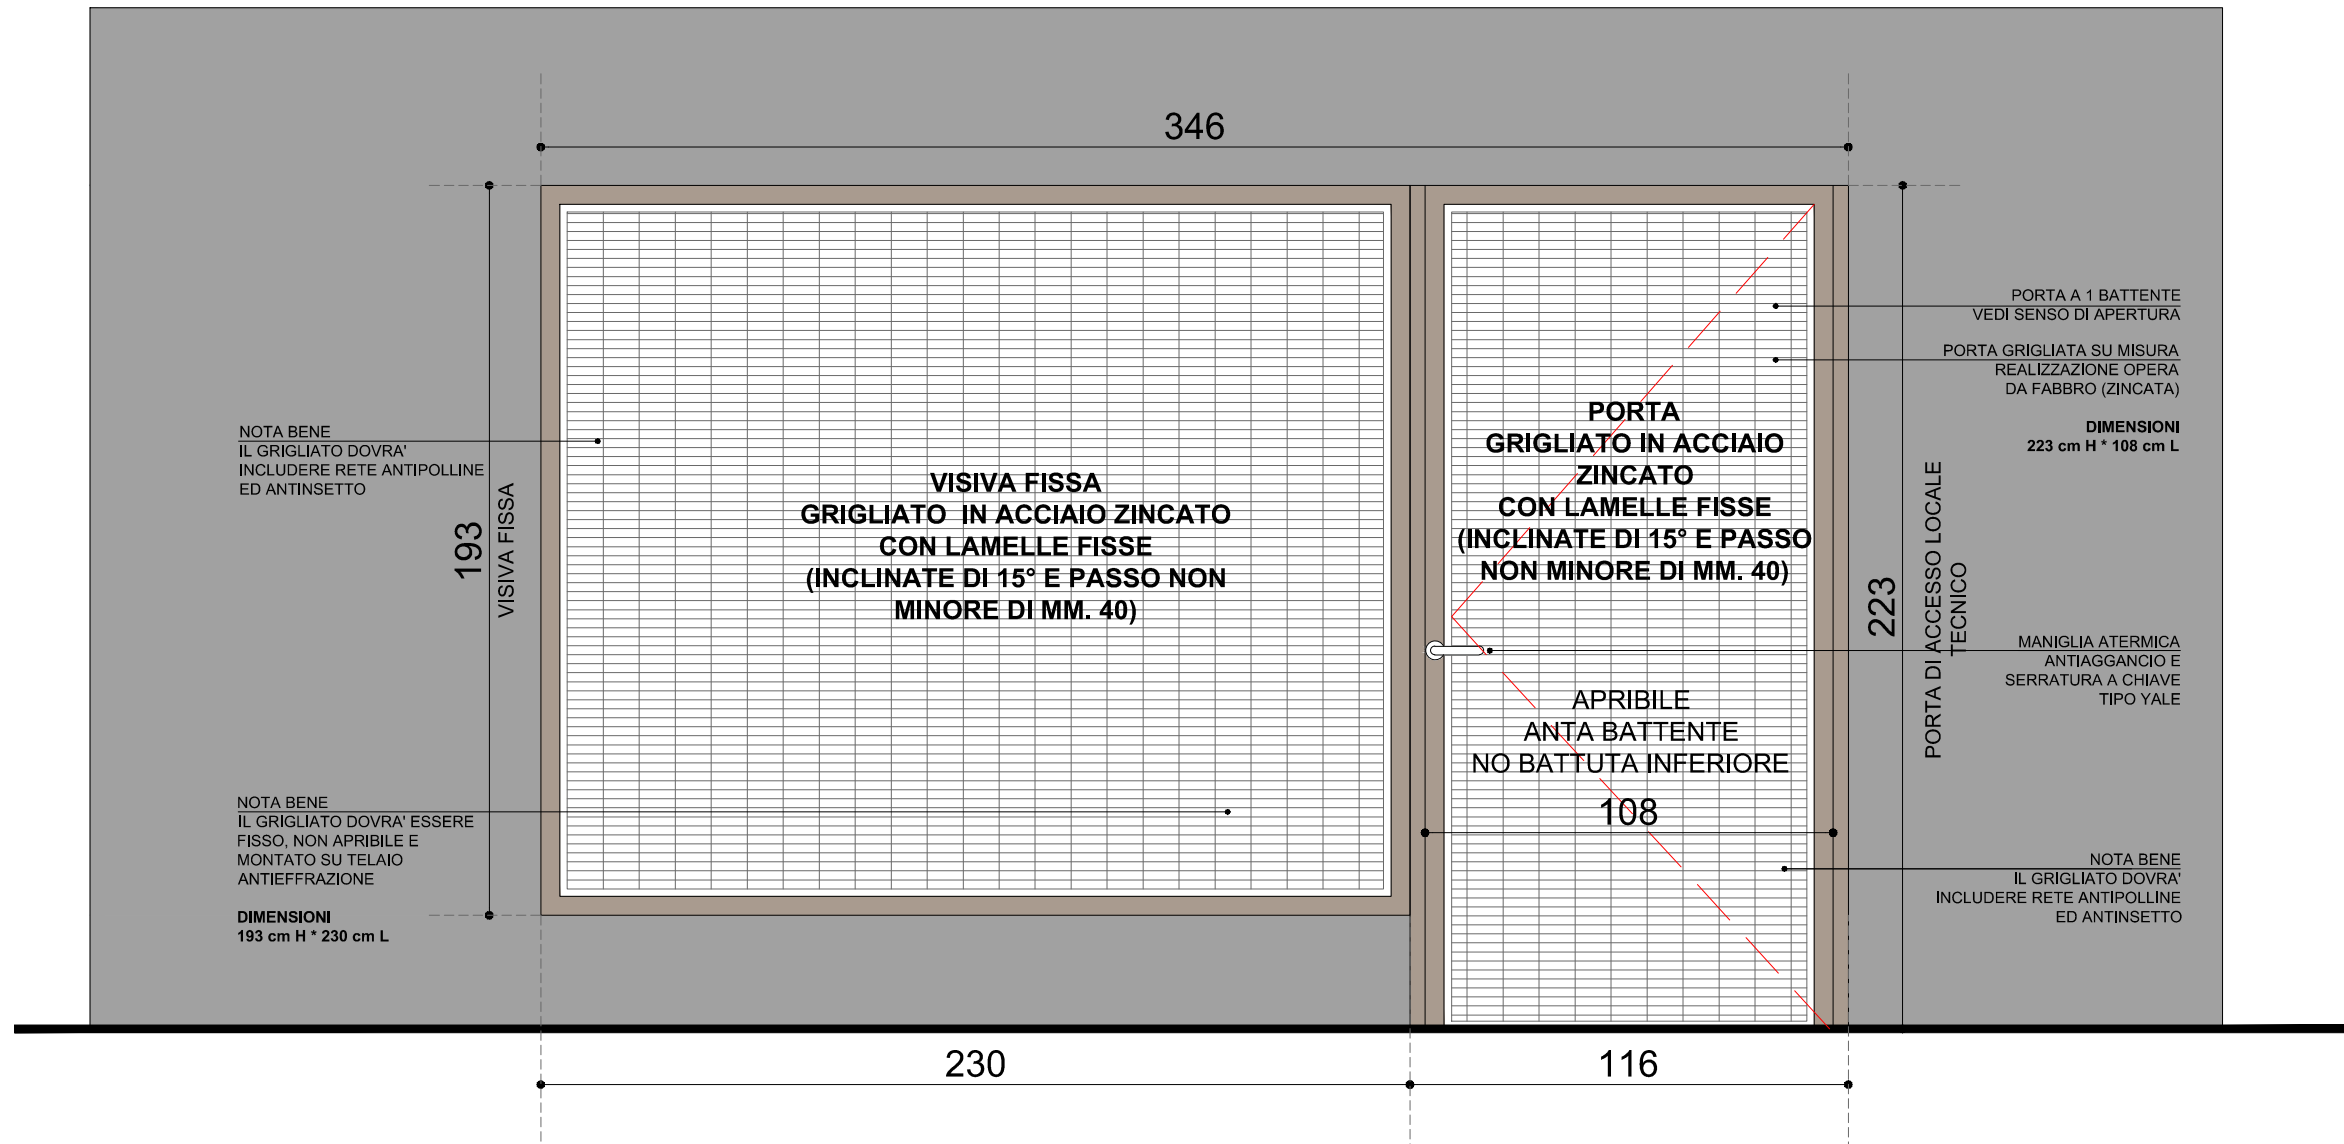 346
NOTA BENE
IL GRIGLIATO DOVRA'
INCLUDERE RETE ANTIPOLLINE
ED ANTINSETTO
193
VISIVA FISSA
NOTA BENE
IL GRIGLIATO DOVRA' ESSERE
FISSO, NON APRIBILE E
MONTATO SU TELAIO
ANTIEFFRAZIONE
DIMENSIONI
193 cm H * 230 cm L
VISIVA FISSA
GRIGLIATO IN ACCIAIO ZINCATO
CON LAMELLE FISSE
(INCLINATE DI 15° E PASSO NON
MINORE DI MM. 40)
PORTA
GRIGLIATO IN ACCIAIO
ZINCATO
CON LAMELLE FISSE
(INCLINATE DI 15° E PASSO
NON MINORE DI MM. 40)
APRIBILE
ANTA BATTENTE
NO BATTUTA INFERIORE
108
223
PORTA DI ACCESSO LOCALE
TECNICO
PORTA A 1 BATTENTE
VEDI SENSO DI APERTURA
PORTA GRIGLIATA SU MISURA
REALIZZAZIONE OPERA
DA FABBRO (ZINCATA)
DIMENSIONI
223 cm H * 108 cm L
MANIGLIA ATERMICA
ANTIAGGANCIO E
SERRATURA A CHIAVE
TIPO YALE
NOTA BENE
IL GRIGLIATO DOVRA'
INCLUDERE RETE ANTIPOLLINE
ED ANTINSETTO
230
116